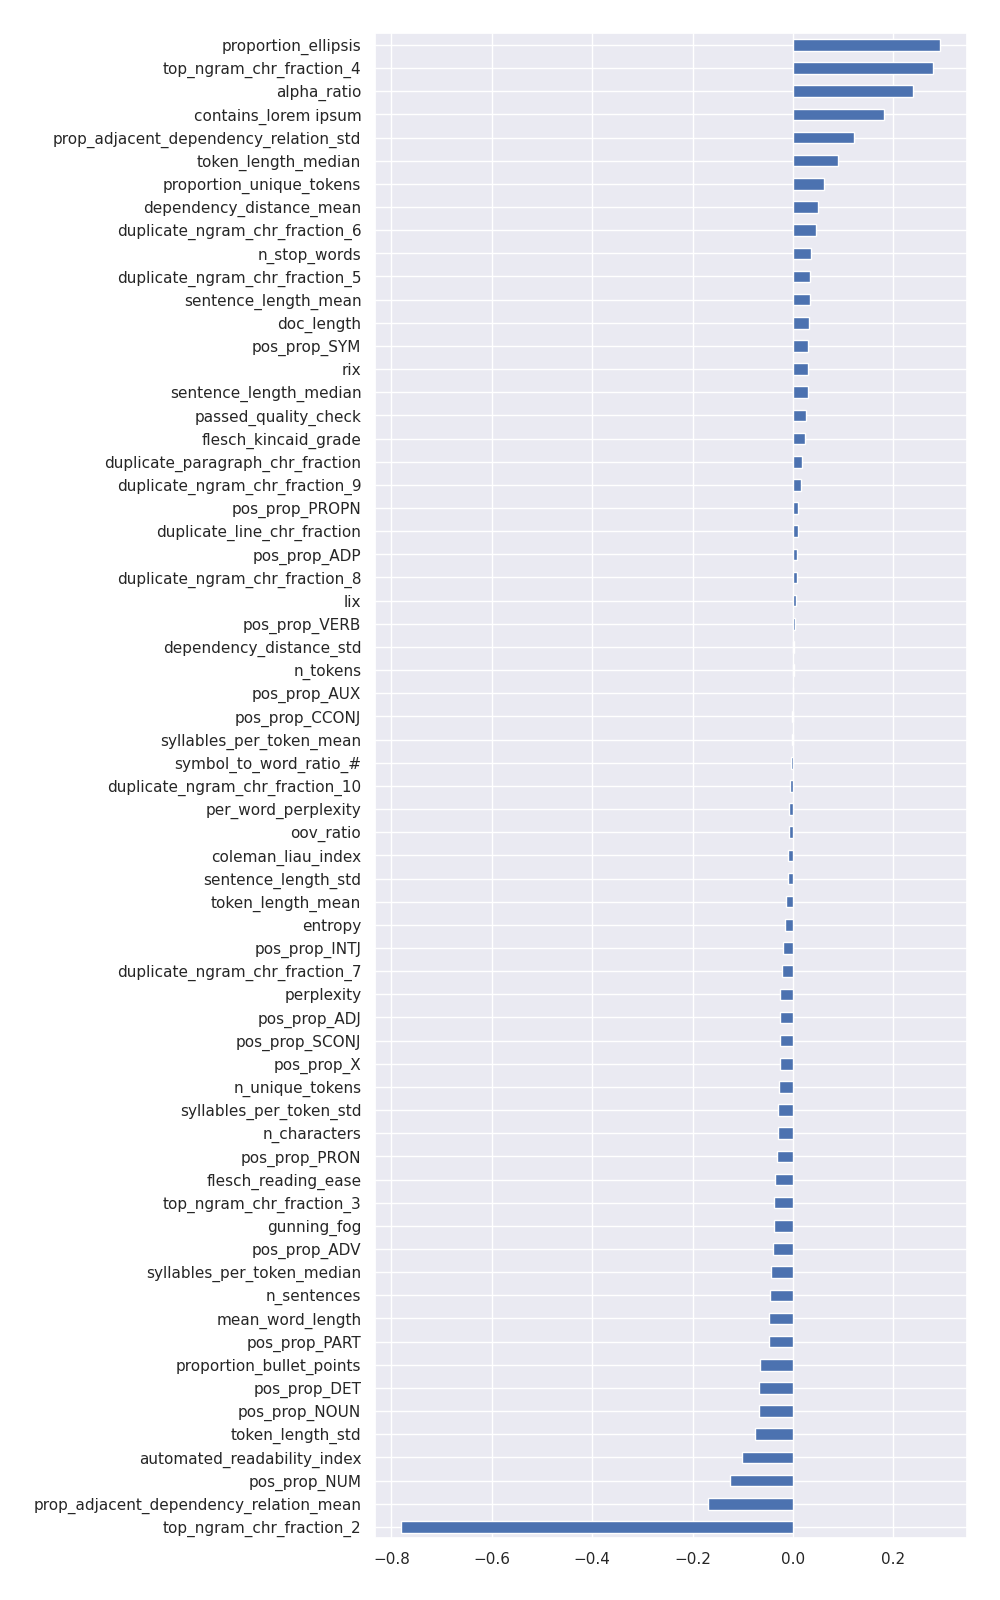 proportion_ellipsis
top_ngram_chr_fraction_4
alpha_ratio
contains_lorem ipsum
prop_adjacent_dependency_relation_std
token_length_median
proportion_unique_tokens
dependency_distance_mean
duplicate_ngram_chr_fraction_6
n_stop_words
duplicate_ngram_chr_fraction_5
sentence_length_mean
doc_length
pos_prop_SYM
rix
sentence_length_median
passed_quality_check
flesch_kincaid_grade
duplicate_paragraph_chr_fraction
duplicate_ngram_chr_fraction_9
pos_prop_PROPN
duplicate_line_chr_fraction
pos_prop_ADP
duplicate_ngram_chr_fraction_8
lix
pos_prop_VERB
dependency_distance_std
n_tokens
pos_prop_AUX
pos_prop_CCONJ
syllables_per_token_mean
symbol_to_word_ratio_#
duplicate_ngram_chr_fraction_10
per_word_perplexity
oov_ratio
coleman_liau_index
sentence_length_std
token_length_mean
entropy
pos_prop_INTJ
duplicate_ngram_chr_fraction_7
perplexity
pos_prop_ADJ
pos_prop_SCONJ
pos_prop_X
n_unique_tokens
syllables_per_token_std
n_characters
pos_prop_PRON
flesch_reading_ease
top_ngram_chr_fraction_3
gunning_fog
pos_prop_ADV
syllables_per_token_median
n_sentences
mean_word_length
pos_prop_PART
proportion_bullet_points
pos_prop_DET
pos_prop_NOUN
token_length_std
automated_readability_index
pos_prop_NUM
prop_adjacent_dependency_relation_mean
top_ngram_chr_fraction_2
−0.8 −0.6 −0.4 −0.2 0.0 0.2